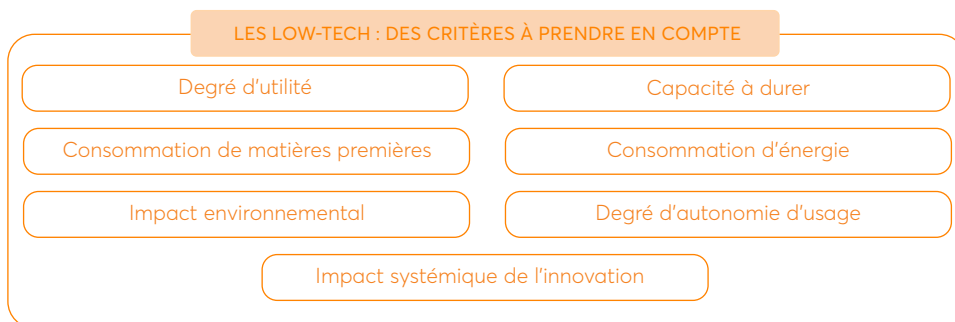 LES LOW-TECH : DES CRITÈRES À PRENDRE EN COMPTE
Degré d'utilité
Capacité à durer
Consommation de matières premières
Consommation d'énergie
Impact environnemental
Degré d'autonomie d'usage
Impact systémique de l'innovation